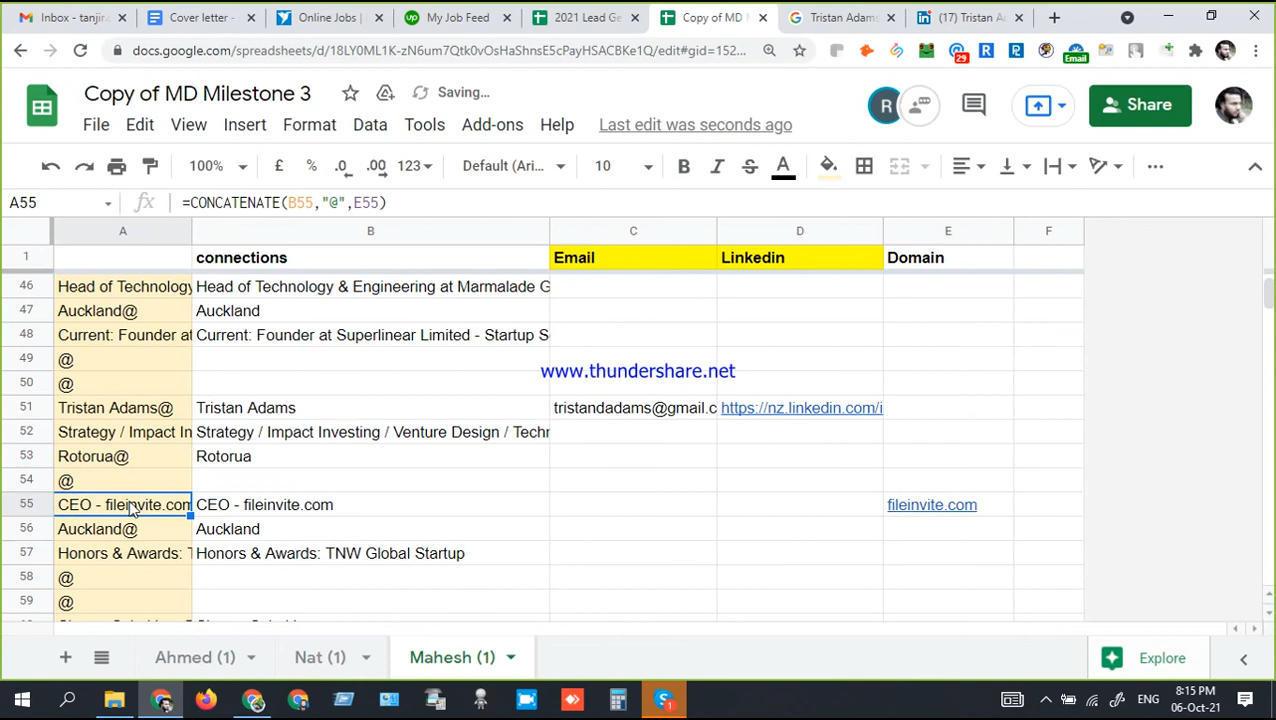 Inbox - tanjir.a
Cover letter -
Online Jobs |
My Job Feed
2021 Lead Ge
Copy of MD M
Tristan Adams
(17) Tristan A
docs.google.com/spreadsheets/d/18LY0ML1K-zN6um7Qtk0vOsHaShnsE5cPayHSACBKe1Q/edit#gid=152...
29
Email
Copy of MD Milestone 3
Saving...
R
Share
File Edit View Insert Format Data Tools Add-ons Help Last edit was seconds ago
100% £ % .0 .00 123 Default (Ari... 10 B I S A
A55 fx =CONCATENATE(B55,"@",E55)
A B C D E F
1 connections Email Linkedin Domain
46 Head of Technology Head of Technology & Engineering at Marmalade G
47 Auckland@ Auckland
48 Current: Founder at Current: Founder at Superlinear Limited - Startup S
49 @
www.thundershare.net
50 @
51 Tristan Adams@ Tristan Adams tristandadams@gmail.c https://nz.linkedin.com/i
52 Strategy / Impact In Strategy / Impact Investing / Venture Design / Techn
53 Rotorua@ Rotorua
54 @
55 CEO - fileinvite.com CEO - fileinvite.com fileinvite.com
56 Auckland@ Auckland
57 Honors & Awards: T Honors & Awards: TNW Global Startup
58 @
59 @
Ahmed (1) Nat (1) Mahesh (1) Explore
ENG
8:15 PM
06-Oct-21